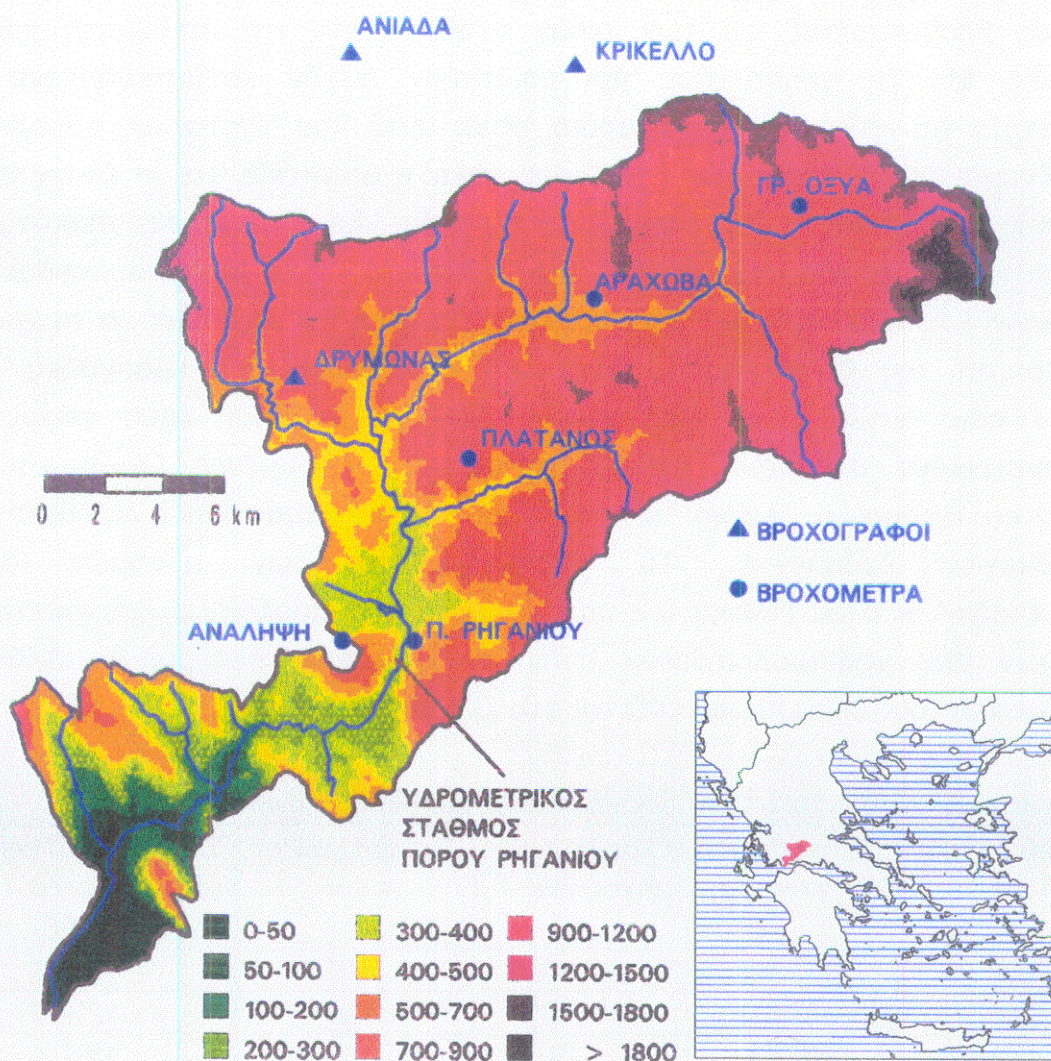 ΑΝΙΑΔΑ
ΚΡΙΚΕΛΛΟ
ΓΡ. ΟΞΥΑ
ΑΡΑΧΩΒΑ
ΔΡΥΜΩΝΑΣ
ΠΛΑΤΑΝΟΣ
0 2 4 6 km
ΒΡΟΧΟΓΡΑΦΟΙ
ΒΡΟΧΟΜΕΤΡΑ
ΑΝΑΛΗΨΗ
Π. ΡΗΓΑΝΙΟΥ
ΥΔΡΟΜΕΤΡΙΚΟΣ
ΣΤΑΘΜΟΣ
ΠΟΡΟΥ ΡΗΓΑΝΙΟΥ
0-50 300-400 900-1200
50-100 400-500 1200-1500
100-200 500-700 1500-1800
200-300 700-900 > 1800